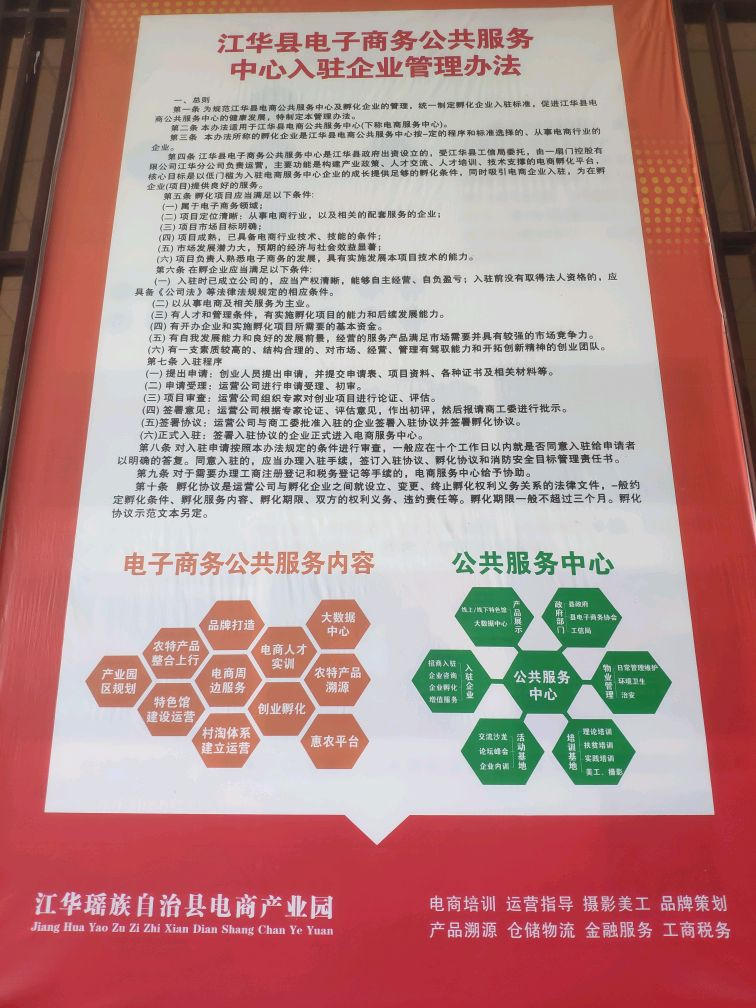 江华县电子商务公共服务
中心入驻企业管理办法
一、总则
第一条 为规范江华县电商公共服务中心及孵化企业的管理，统一制定孵化企业入驻标准，促进江华县电
商公共服务中心的健康发展，特制定本管理办法。
第二条 本办法适用于江华县电商公共服务中心(下称电商服务中心)。
第三条 本办法所称的孵化企业是江华县电商公共服务中心按一定的程序和标准选择的、从事电商行业的
企业。
第四条 江华县电子商务公共服务中心是江华县政府出资设立的，受江华县工信局委托，由一扇门控股有
限公司江华分公司负责运营，主要功能是构建产业政策、人才交流、人才培训、技术支撑的电商孵化平台，
核心目标是以低门槛为入驻电商服务中心企业的成长提供足够的孵化条件，同时吸引电商企业入驻，为在孵
企业(项目)提供良好的服务。
第五条 孵化项目应当满足以下条件:
(一) 属于电子商务领域；
(二) 项目定位清晰：从事电商行业，以及相关的配套服务的企业；
(三) 项目市场目标明确；
(四) 项目成熟，已具备电商行业技术、技能的条件；
(五) 市场发展潜力大，预期的经济与社会效益显著；
(六) 项目负责人熟悉电子商务的发展，具有实施发展本项目技术的能力。
第六条 在孵企业应当满足以下条件:
(一) 入驻时已成立公司的，应当产权清晰，能够自主经营、自负盈亏；入驻前没有取得法人资格的，应
具备《公司法》等法律法规规定的相应条件。
(二) 以从事电商及相关服务为主业。
(三) 有人才和管理条件，有实施孵化项目的能力和后续发展能力。
(四) 有开办企业和实施孵化项目所需要的基本资金。
(五) 有自我发展能力和良好的发展前景，经营的服务产品满足市场需要并具有较强的市场竞争力。
(六) 有一支素质较高的、结构合理的、对市场、经营、管理有驾驭能力和开拓创新精神的创业团队。
第七条 入驻程序
(一) 提出申请：创业人员提出申请，并提交申请表、项目资料、各种证书及相关材料等。
(二) 申请受理：运营公司进行申请受理、初审。
(三) 项目审查：运营公司组织专家对创业项目进行论证、评估。
(四) 签署意见：运营公司根据专家论证、评估意见，作出初评，然后报请商工委进行批示。
(五)签署协议：运营公司与商工委批准入驻的企业签署入驻协议并签署孵化协议。
(六)正式入驻：签署入驻协议的企业正式进入电商服务中心。
第八条 对入驻申请按照本办法规定的条件进行审查，一般应在十个工作日以内就是否同意入驻给申请者
以明确的答复。同意入驻的，应当办理入驻手续，签订入驻协议、孵化协议和消防安全目标管理责任书。
第九条 对于需要办理工商注册登记和税务登记等手续的，电商服务中心给予协助。
第十条 孵化协议是运营公司与孵化企业之间就设立、变更、终止孵化权利义务关系的法律文件，一般约
定孵化条件、孵化服务内容、孵化期限、双方的权利义务、违约责任等。孵化期限一般不超过三个月。孵化
协议示范文本另定。
电子商务公共服务内容
品牌打造
大数据
中心
农特产品
整合上行
电商人才
实训
产业园
区规划
电商周
边服务
农特产品
溯源
特色馆
建设运营
创业孵化
村淘体系
建立运营
惠农平台
公共服务中心
线上/线下特色馆
大数据中心
产品展示
政府部门
县政府
县电子商务协会
工信局
招商入驻
企业咨询
企业孵化
增值服务
入驻企业
公共服务
中心
物业管理
日常管理维护
环境卫生
治安
交流沙龙
论坛峰会
企业内训
活动基地
培训基地
理论培训
扶贫培训
实践培训
美工、摄影
江华瑶族自治县电商产业园
Jiang Hua Yao Zu Zi Zhi Xian Dian Shang Chan Ye Yuan
电商培训 运营指导 摄影美工 品牌策划
产品溯源 仓储物流 金融服务 工商税务